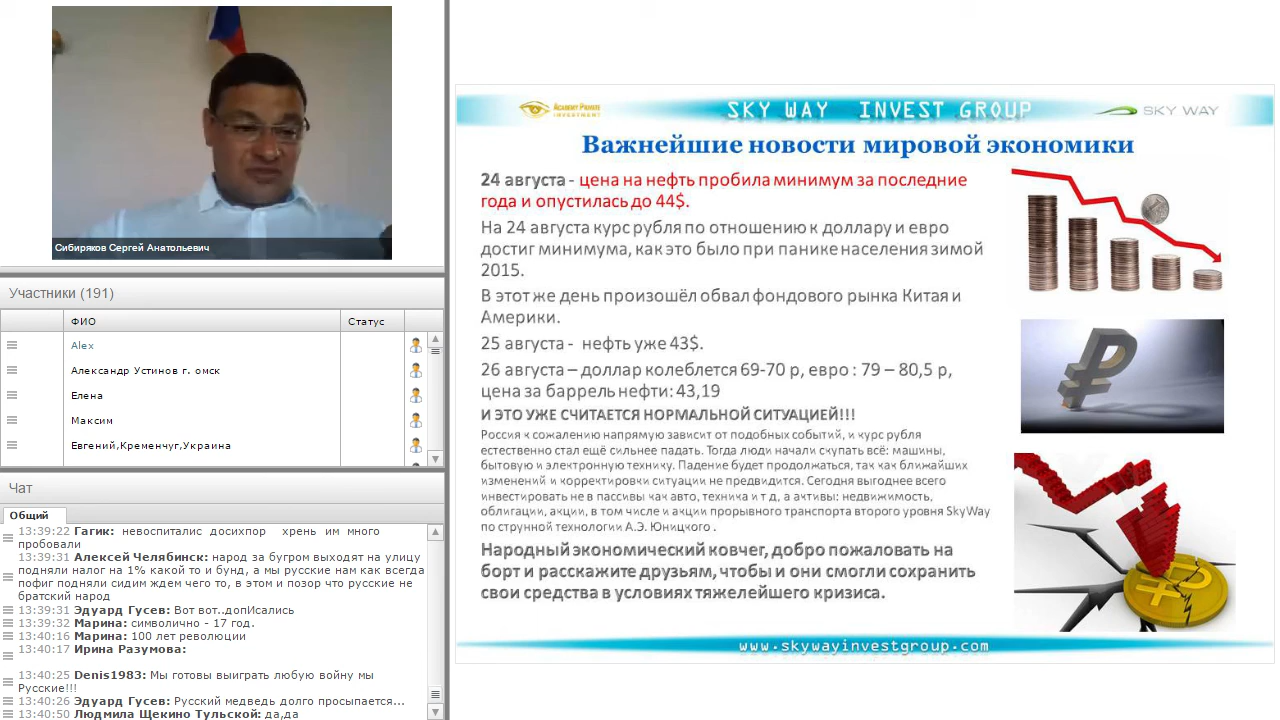 Сибиряков Сергей Анатольевич
Участники (191)
ФИО
Статус
Alex
Александр Устинов г. омск
Елена
Максим
Евгений,Кременчуг,Украина
Чат
Общий
13:39:22 Гагик: невоспиталис досихпор хрень им много
пробовали
13:39:31 Алексей Челябинск: народ за бугром выходят на улицу
подняли налог на 1% какой то и бунд, а мы русские нам как всегда
пофиг подняли сидим ждем чего то, в этом и позор что русские не
братский народ
13:39:31 Эдуард Гусев: Вот вот..допИсались
13:39:32 Марина: символично - 17 год.
13:40:16 Марина: 100 лет революции
13:40:17 Ирина Разумова:
13:40:25 Denis1983: Мы готовы выиграть любую войну мы
Русские!!!
13:40:26 Эдуард Гусев: Русский медведь долго просыпается...
13:40:50 Людмила Щекино Тульской: да,да
ACADEMY PRIVATE
INVESTMENT
SKY WAY INVEST GROUP
SKY WAY
Важнейшие новости мировой экономики
24 августа - цена на нефть пробила минимум за последние
года и опустилась до 44$.
На 24 августа курс рубля по отношению к доллару и евро
достиг минимума, как это было при панике населения зимой
2015.
В этот же день произошёл обвал фондового рынка Китая и
Америки.
25 августа - нефть уже 43$.
26 августа – доллар колеблется 69-70 р, евро : 79 – 80,5 р,
цена за баррель нефти: 43,19
И ЭТО УЖЕ СЧИТАЕТСЯ НОРМАЛЬНОЙ СИТУАЦИЕЙ!!!
Россия к сожалению напрямую зависит от подобных событий, и курс рубля
естественно стал ещё сильнее падать. Тогда люди начали скупать всё: машины,
бытовую и электронную технику. Падение будет продолжаться, так как ближайших
изменений и корректировки ситуации не предвидится. Сегодня выгоднее всего
инвестировать не в пассивы как авто, техника и т д, а активы: недвижимость,
облигации, акции, в том числе и акции прорывного транспорта второго уровня SkyWay
по струнной технологии А.Э. Юницкого .
Народный экономический ковчег, добро пожаловать на
борт и расскажите друзьям, чтобы и они смогли сохранить
свои средства в условиях тяжелейшего кризиса.
www.skywayinvestgroup.com